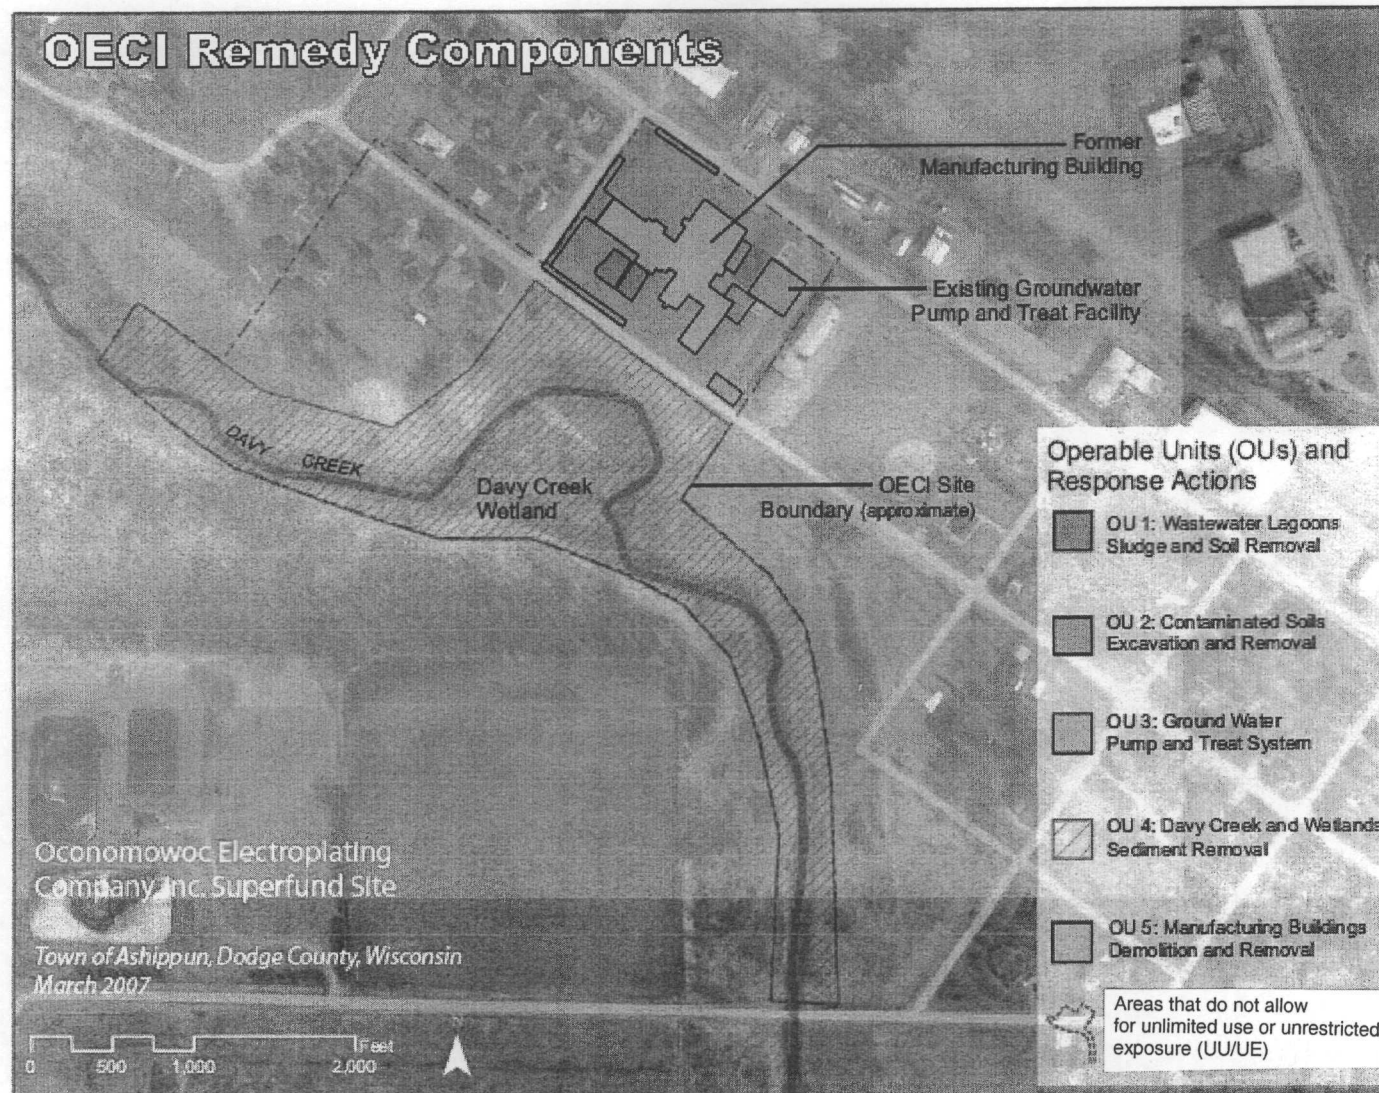 OECI Remedy Components
Former
Manufacturing Building
Existing Groundwater
Pump and Treat Facility
DAVY CREEK
Davy Creek
Wetland
OECI Site
Boundary (approximate)
Operable Units (OUs) and
Response Actions
OU 1: Wastewater Lagoons
Sludge and Soil Removal
OU 2: Contaminated Soils
Excavation and Removal
OU 3: Ground Water
Pump and Treat System
OU 4: Davy Creek and Wetlands
Sediment Removal
OU 5: Manufacturing Buildings
Demolition and Removal
Areas that do not allow
for unlimited use or unrestricted
exposure (UU/UE)
Oconomowoc Electroplating
Company Inc. Superfund Site
Town of Ashippun, Dodge County, Wisconsin
March 2007
Feet
0 500 1,000 2,000